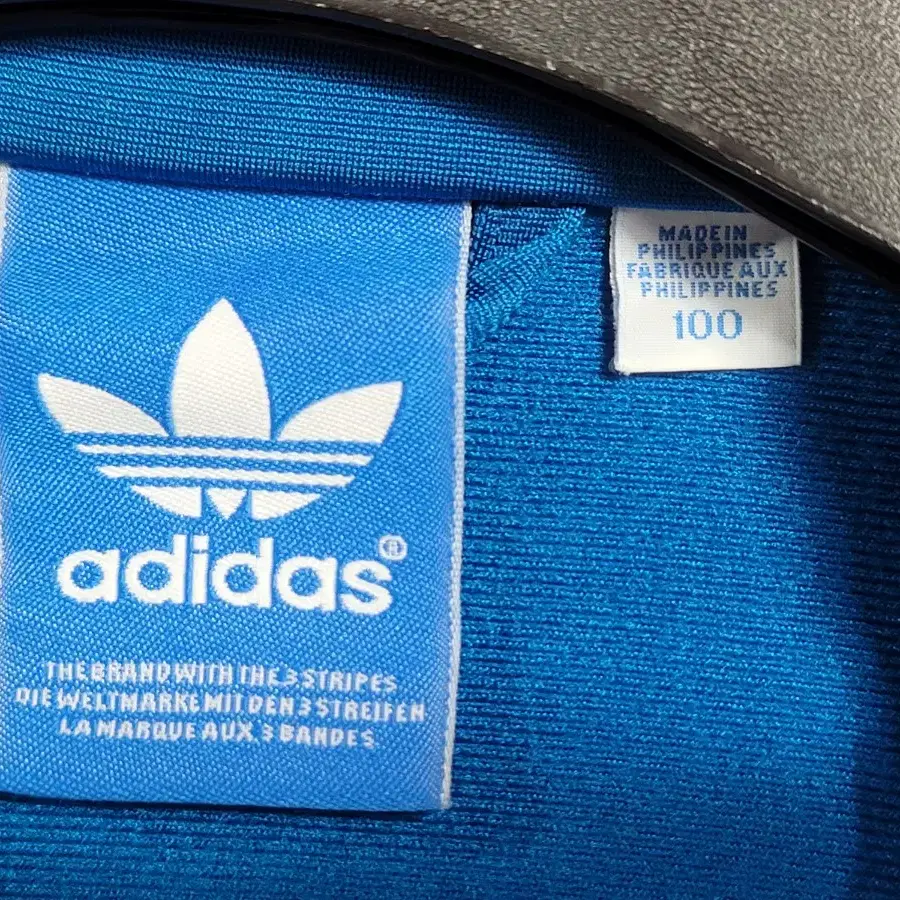 adidas®
THE BRAND WITH THE 3 STRIPES
DIE WELTMARKE MIT DEN 3 STREIFEN
LA MARQUE AUX 3 BANDES
MADE IN
PHILIPPINES
FABRIQUE AUX
PHILIPPINES
100